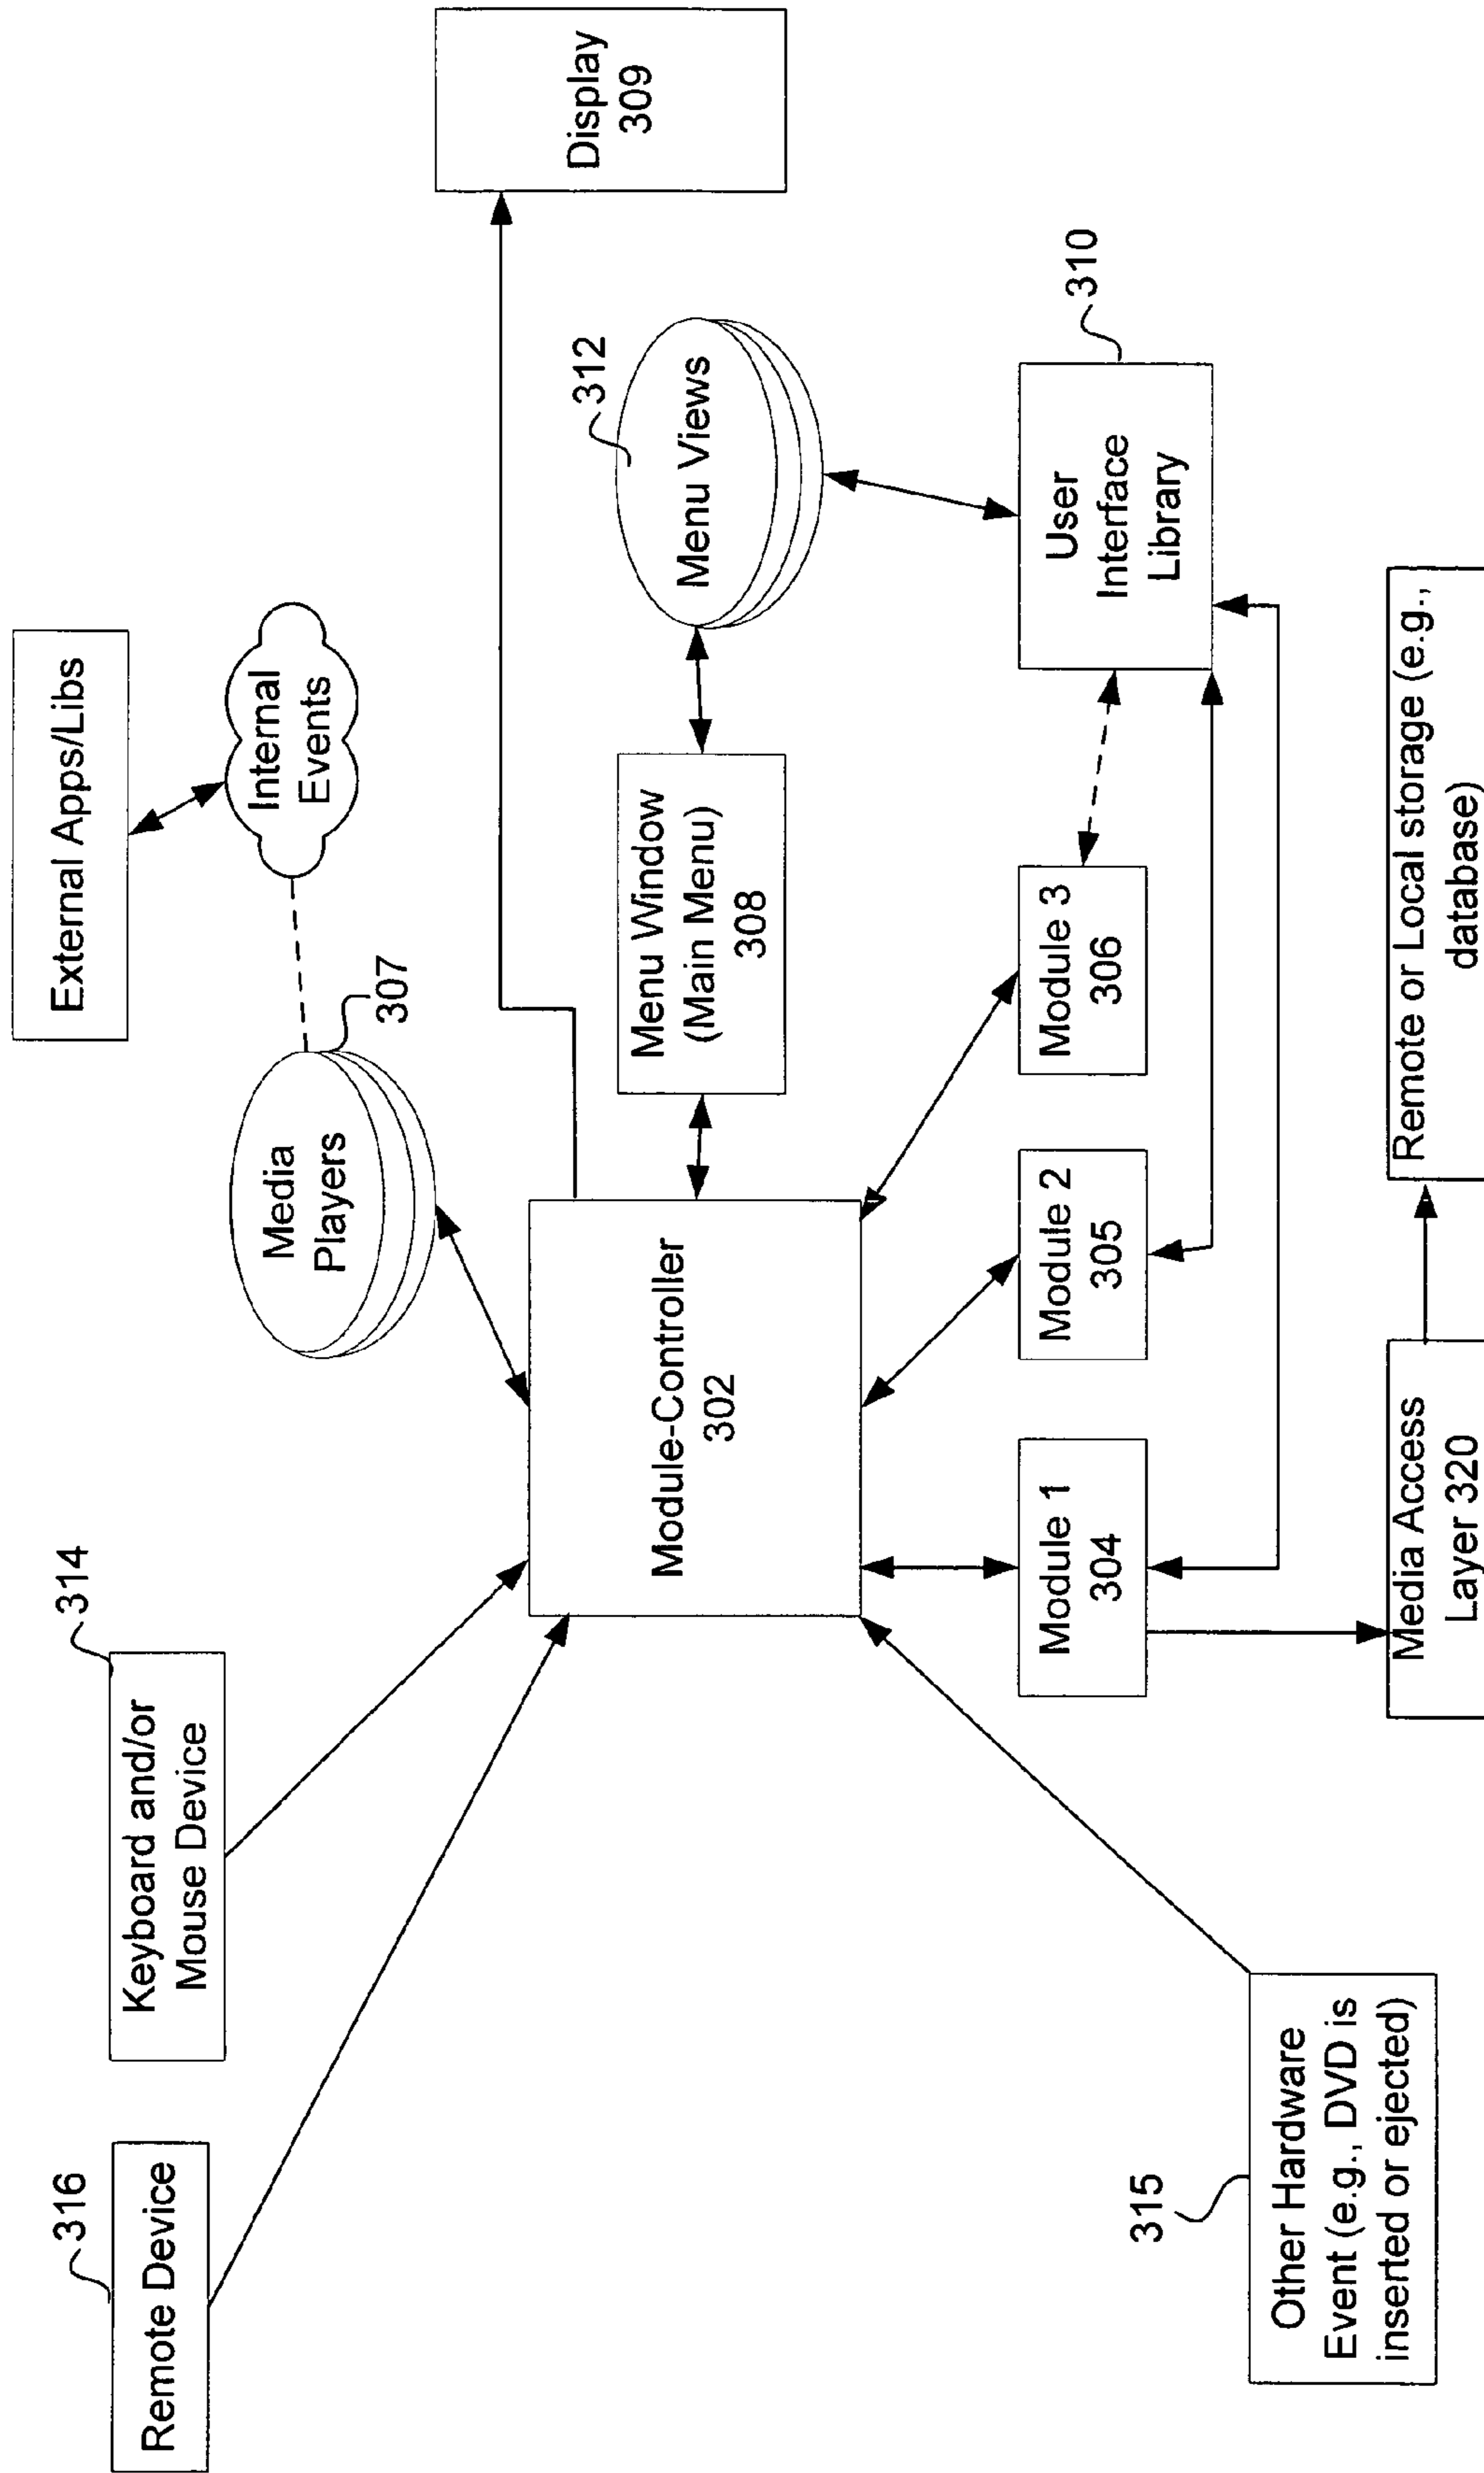 External Apps/Libs
Internal
Events
Media
Players
307
316
Remote Device
314
Keyboard and/or
Mouse Device
Display
309
Module-Controller
302
Menu Window
(Main Menu)
308
312
Menu Views
310
User
Interface
Library
Module 1
304
Module 2
305
Module 3
306
315
Other Hardware
Event (e.g., DVD is
inserted or ejected)
Media Access
Layer 320
Remote or Local storage (e.g.,
database)